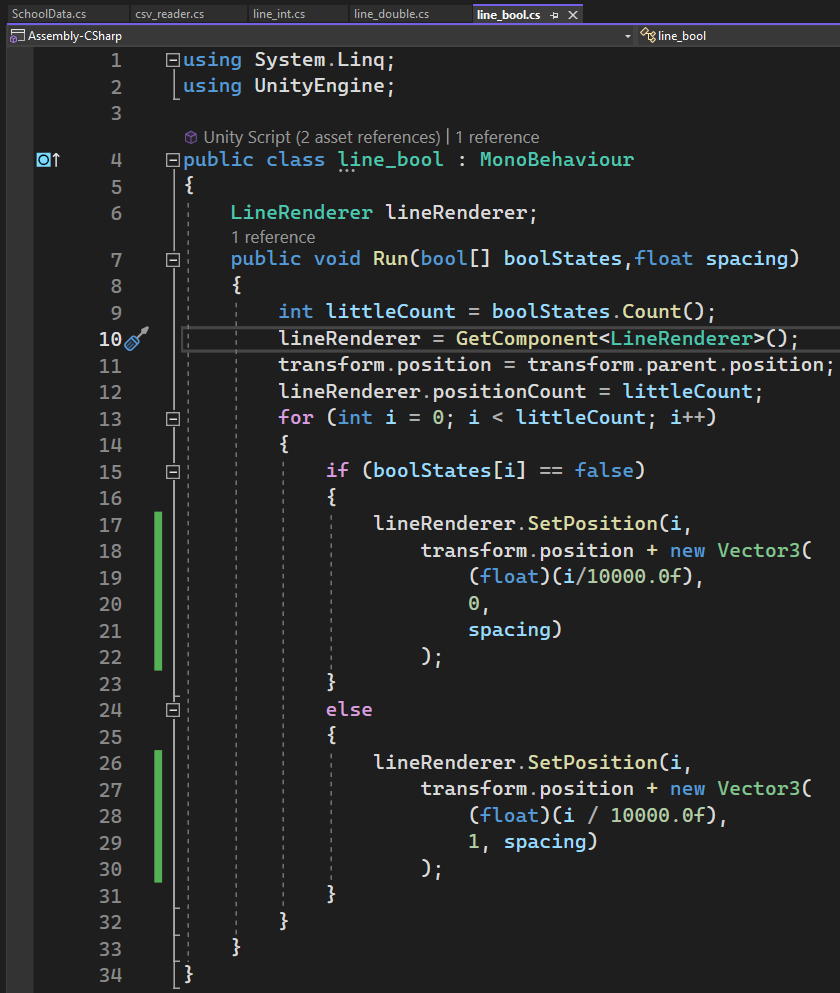 SchoolData.cs csv_reader.cs line_int.cs line_double.cs line_bool.cs
Assembly-CSharp line_bool
1 using System.Linq;
2 using UnityEngine;
3
Unity Script (2 asset references) | 1 reference
4 public class line_bool : MonoBehaviour
5 {
6 LineRenderer lineRenderer;
1 reference
7 public void Run(bool[] boolStates,float spacing)
8 {
9 int littleCount = boolStates.Count();
10 lineRenderer = GetComponent<LineRenderer>();
11 transform.position = transform.parent.position;
12 lineRenderer.positionCount = littleCount;
13 for (int i = 0; i < littleCount; i++)
14 {
15 if (boolStates[i] == false)
16 {
17 lineRenderer.SetPosition(i,
18 transform.position + new Vector3(
19 (float)(i/10000.0f),
20 0,
21 spacing)
22 );
23 }
24 else
25 {
26 lineRenderer.SetPosition(i,
27 transform.position + new Vector3(
28 (float)(i / 10000.0f),
29 1, spacing)
30 );
31 }
32 }
33 }
34 }